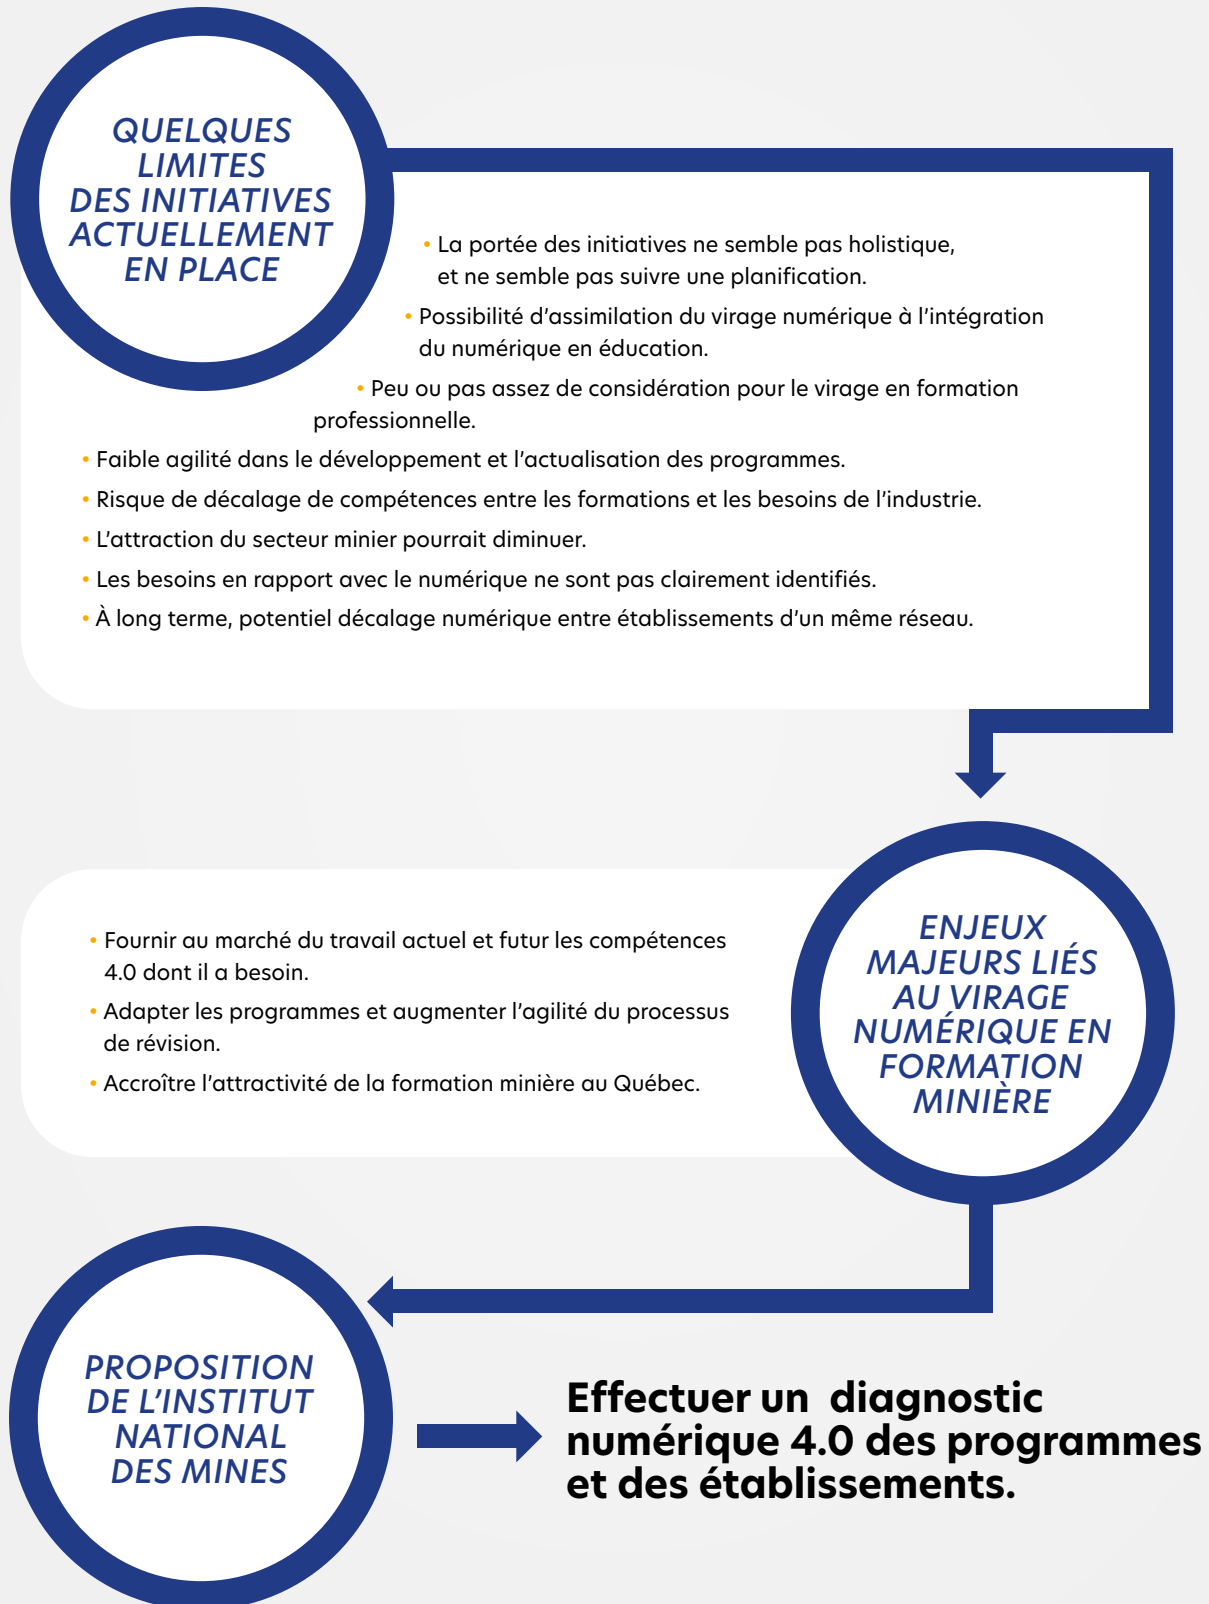 QUELQUES
LIMITES
DES INITIATIVES
ACTUELLEMENT
EN PLACE
• La portée des initiatives ne semble pas holistique,
et ne semble pas suivre une planification.
• Possibilité d’assimilation du virage numérique à l’intégration
du numérique en éducation.
• Peu ou pas assez de considération pour le virage en formation
professionnelle.
• Faible agilité dans le développement et l’actualisation des programmes.
• Risque de décalage de compétences entre les formations et les besoins de l’industrie.
• L’attraction du secteur minier pourrait diminuer.
• Les besoins en rapport avec le numérique ne sont pas clairement identifiés.
• À long terme, potentiel décalage numérique entre établissements d’un même réseau.
ENJEUX
MAJEURS LIÉS
AU VIRAGE
NUMÉRIQUE EN
FORMATION
MINIÈRE
• Fournir au marché du travail actuel et futur les compétences
4.0 dont il a besoin.
• Adapter les programmes et augmenter l’agilité du processus
de révision.
• Accroître l’attractivité de la formation minière au Québec.
PROPOSITION
DE L’INSTITUT
NATIONAL
DES MINES
Effectuer un diagnostic
numérique 4.0 des programmes
et des établissements.